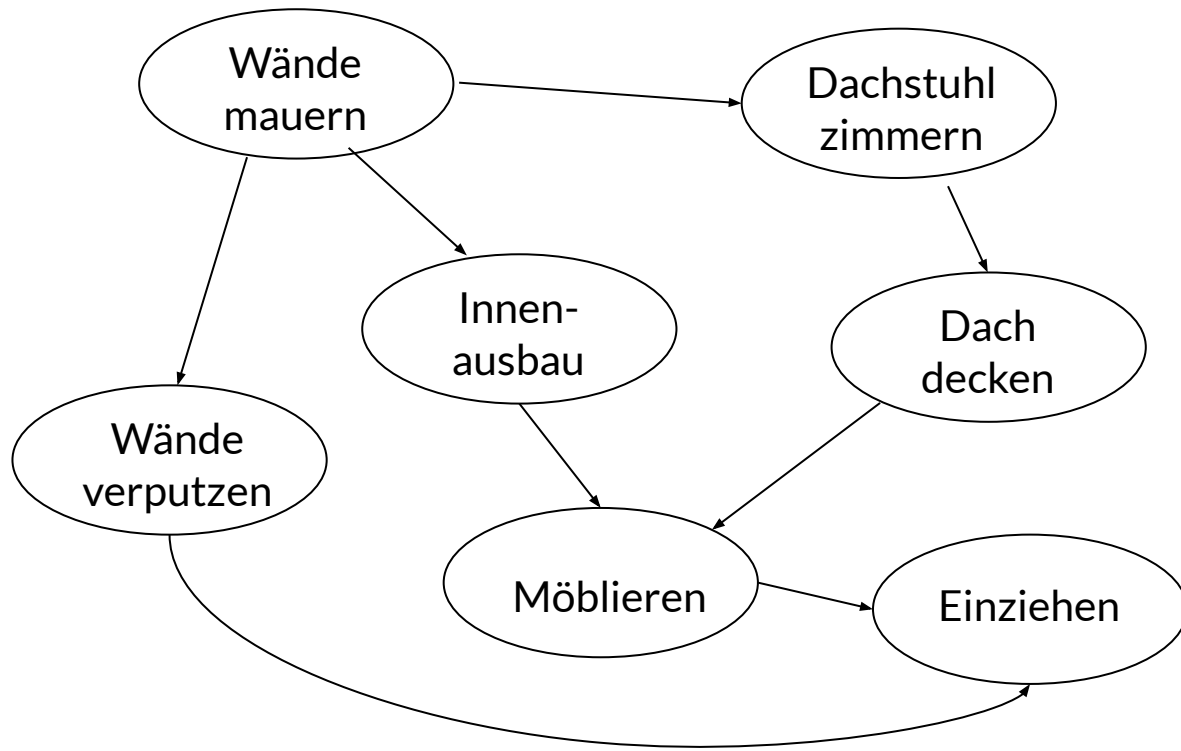 Wände
mauern
Dachstuhl
zimmern
Innen-
ausbau
Dach
decken
Wände
verputzen
Möblieren
Einziehen